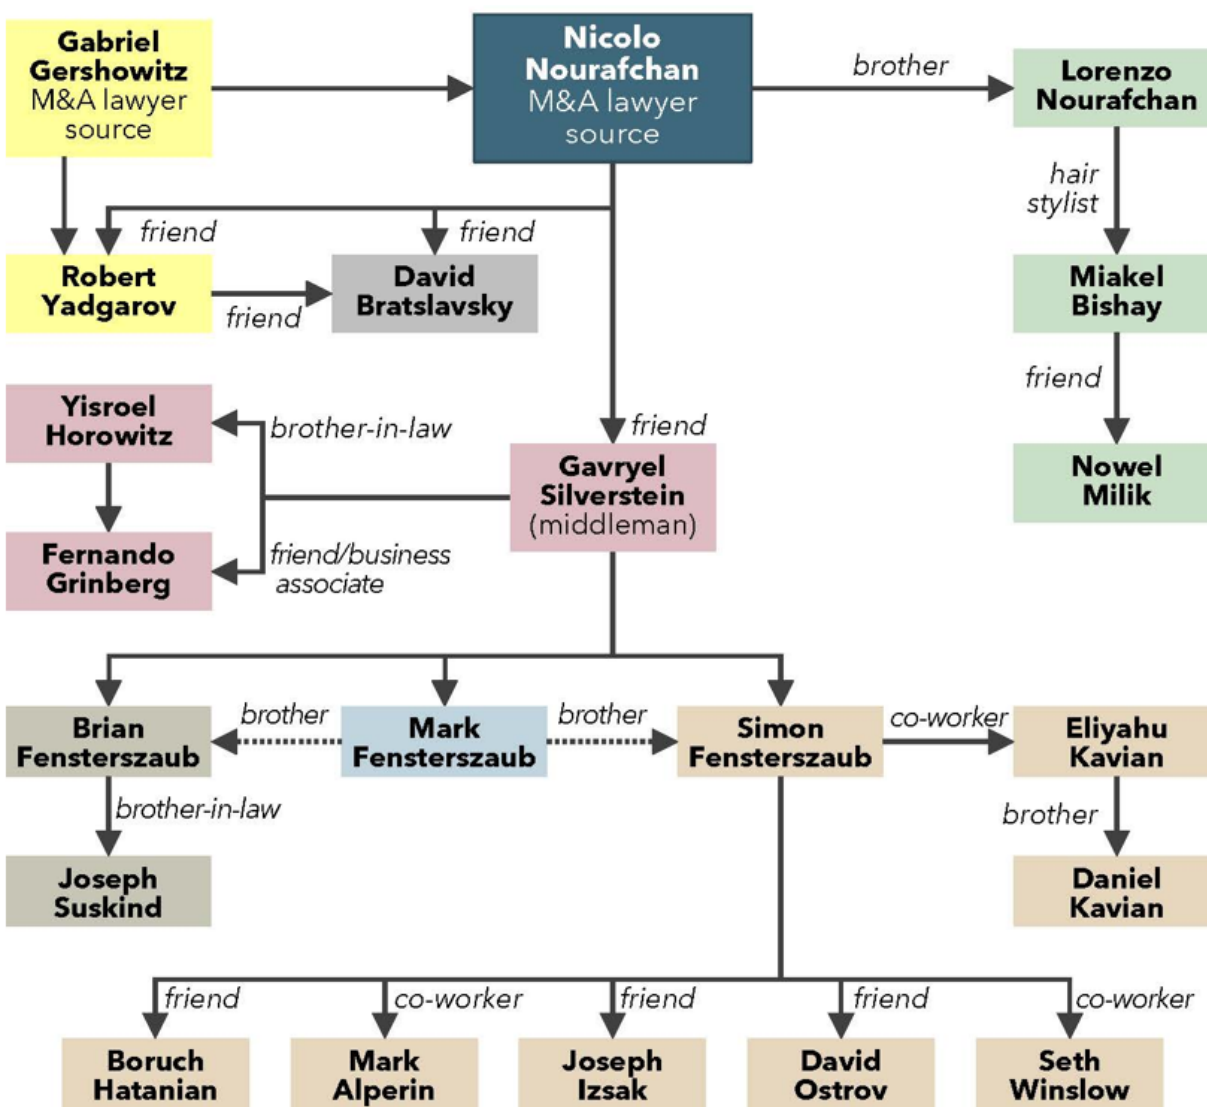 Gabriel
Gershowitz
M&A lawyer
source
Nicolo
Nourafchan
M&A lawyer
source
brother
Lorenzo
Nourafchan
hair
stylist
friend
friend
Robert
Yadgarov
friend
David
Bratslavsky
Miakel
Bishay
friend
Nowel
Milik
Yisroel
Horowitz
brother-in-law
friend
Gavryel
Silverstein
(middleman)
Fernando
Grinberg
friend/business
associate
Brian
Fensterszaub
brother
Mark
Fensterszaub
brother
Simon
Fensterszaub
co-worker
Eliyahu
Kavian
brother-in-law
brother
Joseph
Suskind
Daniel
Kavian
friend
co-worker
friend
friend
co-worker
Boruch
Hatanian
Mark
Alperin
Joseph
Izsak
David
Ostrov
Seth
Winslow